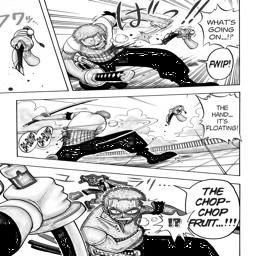 WHAT'S
GOING
ON...!?
FWIP!
THE
HAND...
IT'S
FLOATING!
THE
CHOP-
CHOP
FRUIT...!!!
!?